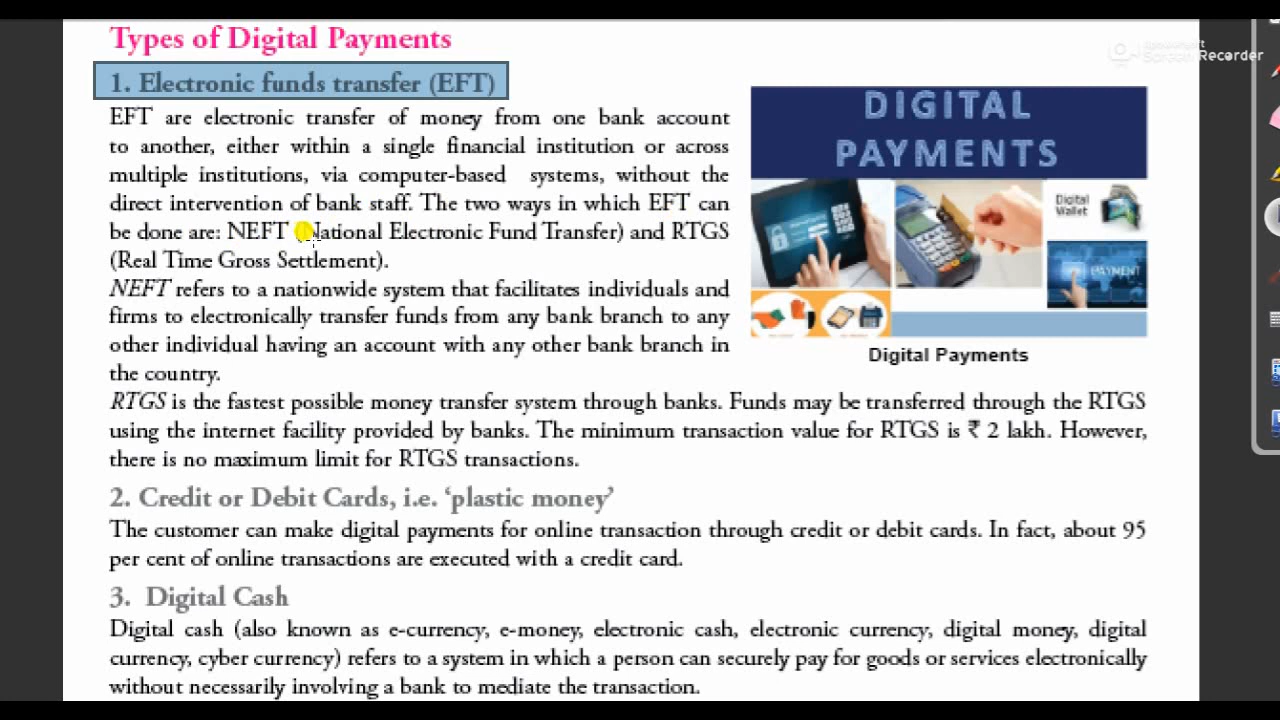 Types of Digital Payments
Screen Recorder
1. Electronic funds transfer (EFT)
EFT are electronic transfer of money from one bank account
to another, either within a single financial institution or across
multiple institutions, via computer-based systems, without the
direct intervention of bank staff. The two ways in which EFT can
be done are: NEFT (National Electronic Fund Transfer) and RTGS
(Real Time Gross Settlement).
NEFT refers to a nationwide system that facilitates individuals and
firms to electronically transfer funds from any bank branch to any
other individual having an account with any other bank branch in
the country.
DIGITAL
PAYMENTS
Digital
Wallet
PAYMENT
Digital Payments
RTGS is the fastest possible money transfer system through banks. Funds may be transferred through the RTGS
using the internet facility provided by banks. The minimum transaction value for RTGS is ₹ 2 lakh. However,
there is no maximum limit for RTGS transactions.
2. Credit or Debit Cards, i.e. ‘plastic money’
The customer can make digital payments for online transaction through credit or debit cards. In fact, about 95
per cent of online transactions are executed with a credit card.
3. Digital Cash
Digital cash (also known as e-currency, e-money, electronic cash, electronic currency, digital money, digital
currency, cyber currency) refers to a system in which a person can securely pay for goods or services electronically
without necessarily involving a bank to mediate the transaction.